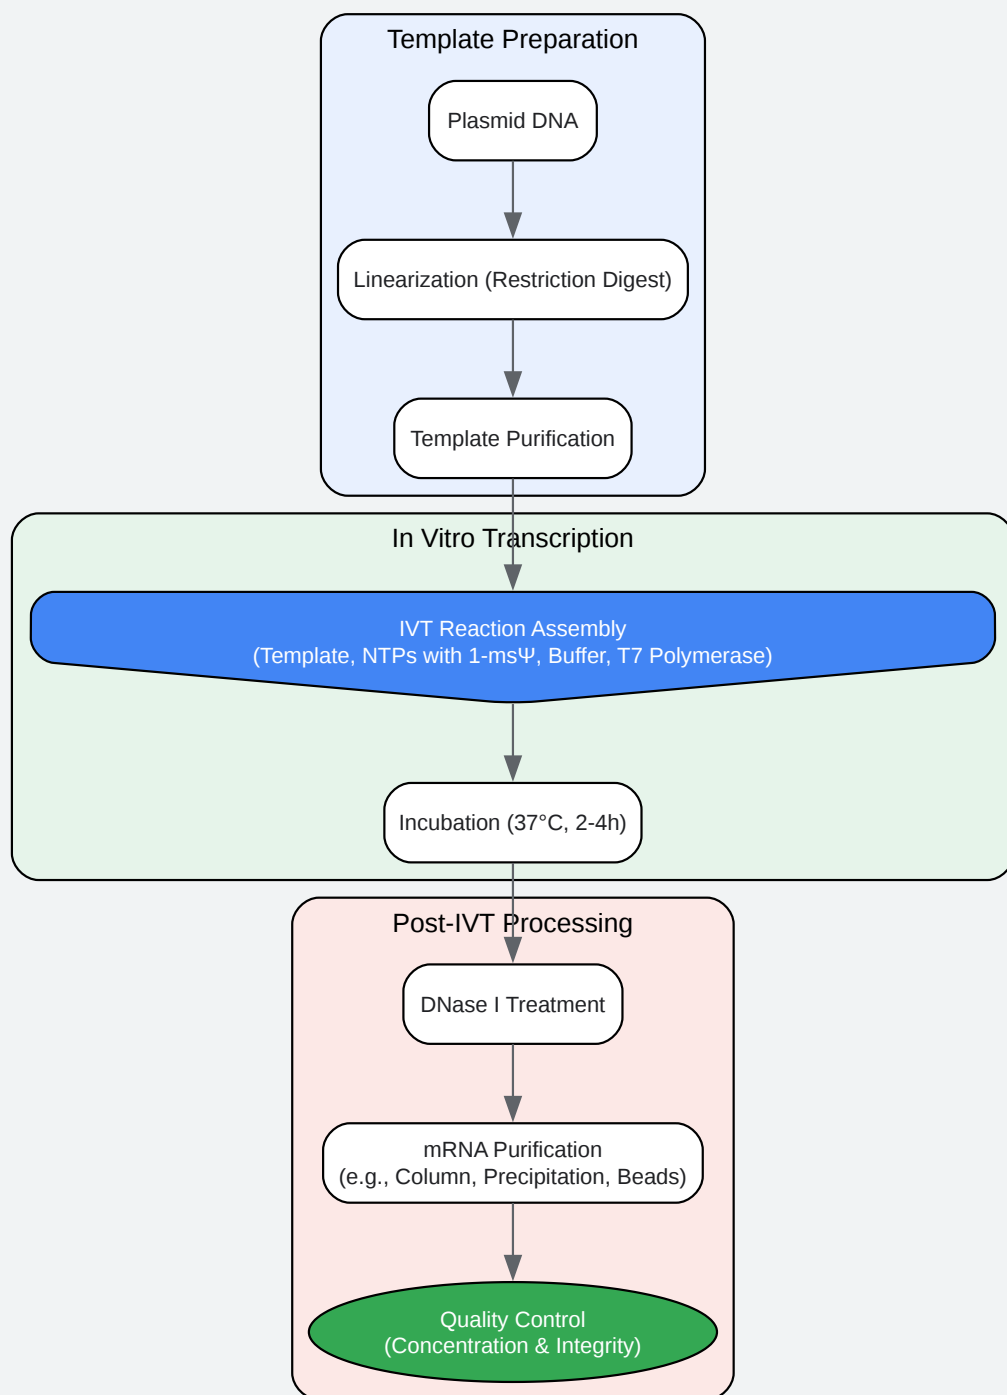 Template Preparation
Plasmid DNA
Linearization (Restriction Digest)
Template Purification
In Vitro Transcription
IVT Reaction Assembly
(Template, NTPs with 1-msΨ, Buffer, T7 Polymerase)
Incubation (37°C, 2-4h)
Post-IVT Processing
DNase I Treatment
mRNA Purification
(e.g., Column, Precipitation, Beads)
Quality Control
(Concentration & Integrity)